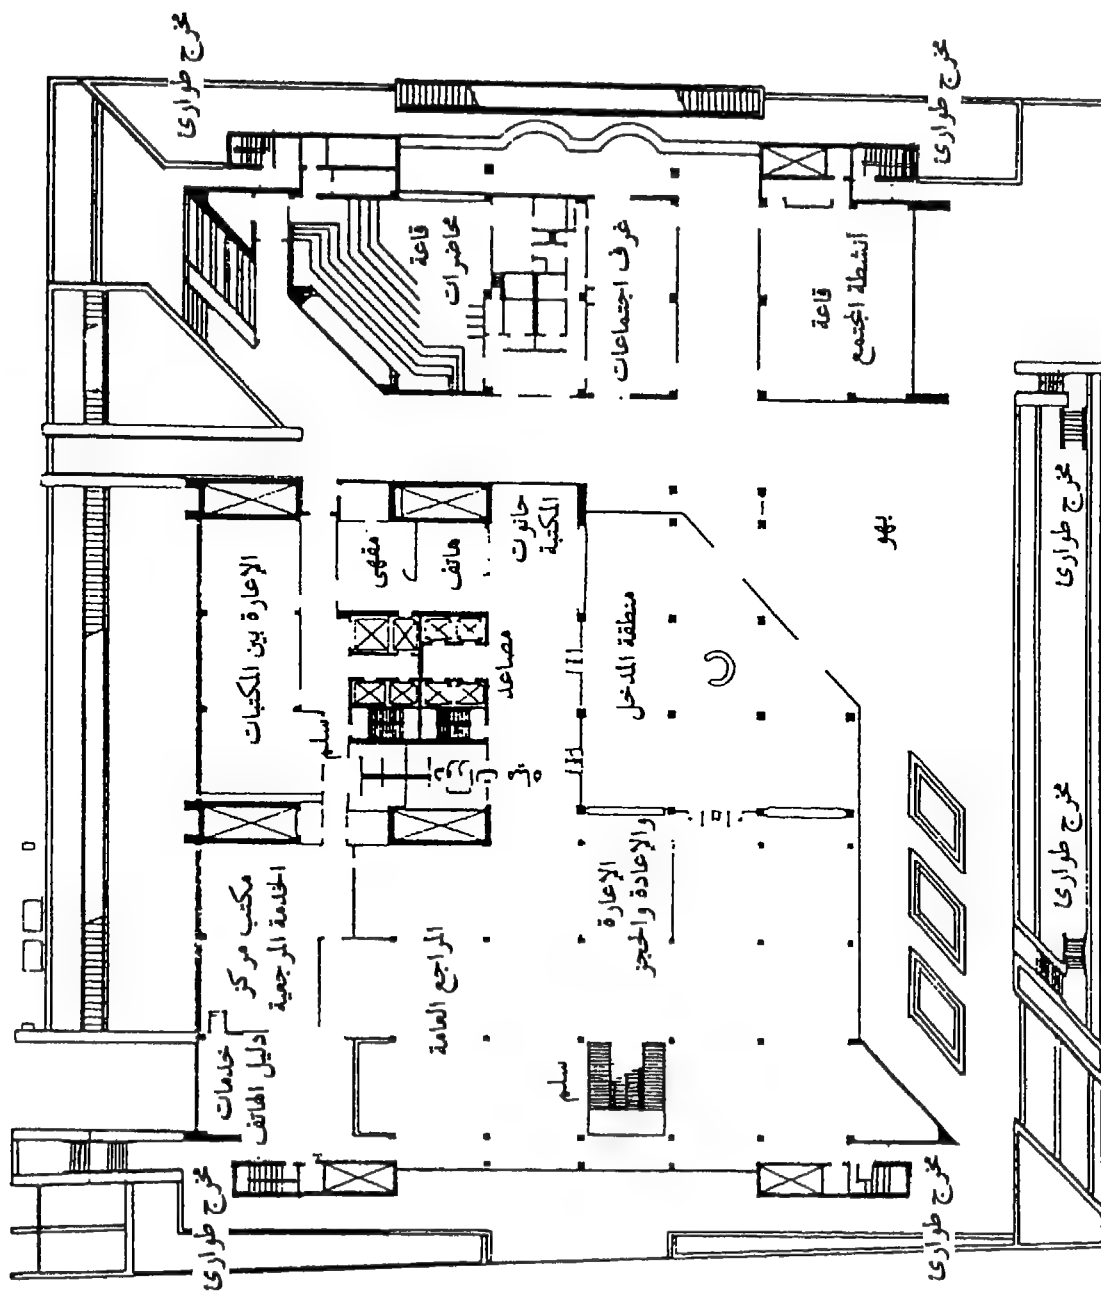 مخرج طوارئ
مخرج طوارئ
قاعة
محاضرات
غرف اجتماعات
قاعة
أنشطة المجتمع
الإعارة بين المكتبات
مقهى
هاتف
حانوت
المكتبة
مصاعد
سلم
منطقة المدخل
بهو
مخرج طوارئ
مخرج طوارئ
مكتب مركز
الخدمة المرجعية
المراجع العامة
الإعارة
والإعادة والحجز
خدمات
دليل الهاتف
سلم
مخرج طوارئ
مخرج طوارئ